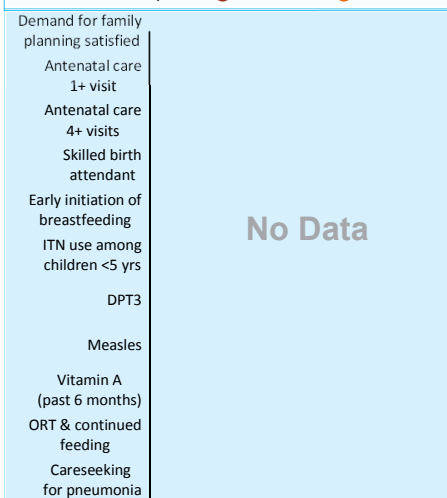 Demand for family
planning satisfied
Antenatal care
1+ visit
Antenatal care
4+ visits
Skilled birth
attendant
Early initiation of
breastfeeding
ITN use among
children <5 yrs
DPT3
Measles
Vitamin A
(past 6 months)
ORT & continued
feeding
Careseeking
for pneumonia
No Data